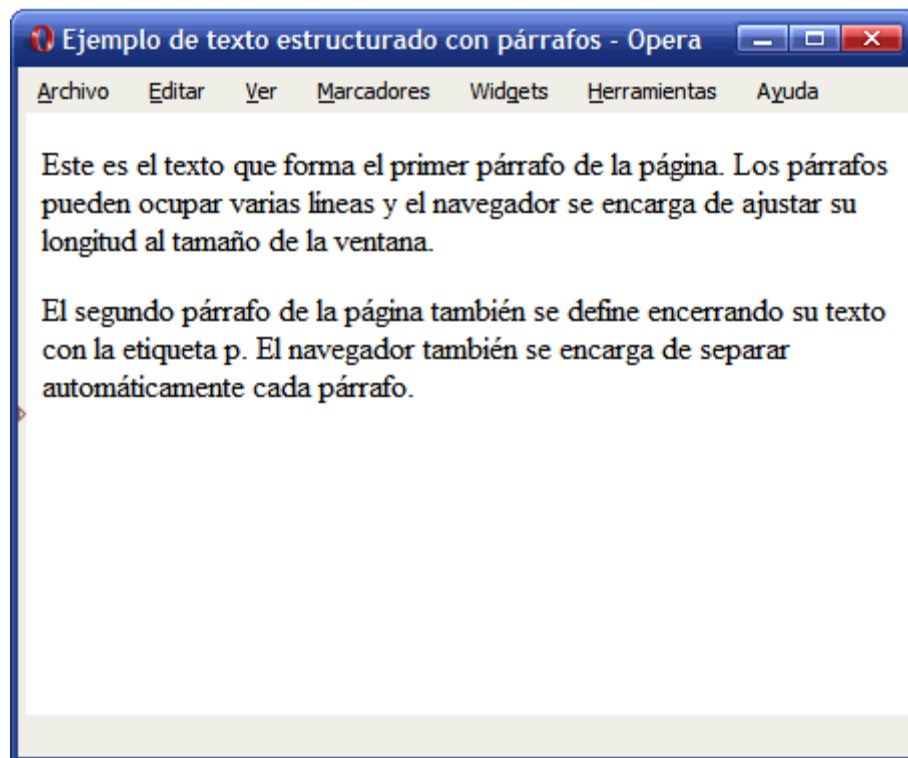 Ejemplo de texto estructurado con párrafos - Opera
Archivo Editar Ver Marcadores Widgets Herramientas Ayuda
Este es el texto que forma el primer párrafo de la página. Los párrafos
pueden ocupar varias líneas y el navegador se encarga de ajustar su
longitud al tamaño de la ventana.
El segundo párrafo de la página también se define encerrando su texto
con la etiqueta p. El navegador también se encarga de separar
automáticamente cada párrafo.